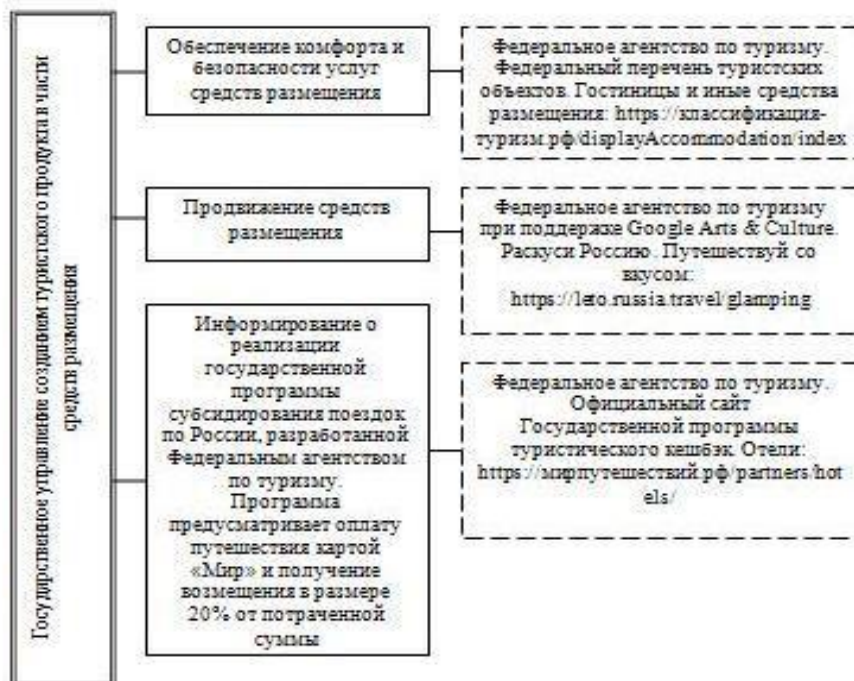 Государственное управление созданием туристского продукта в части
средств размещения
Обеспечение комфорта и
безопасности услуг
средств размещения
Федеральное агентство по туризму.
Федеральный перечень туристских
объектов. Гостиницы и иные средства
размещения: https://классификация-
туризм.рф/displayAccommodation/index
Продвижение средств
размещения
Федеральное агентство по туризму
при поддержке Google Arts & Culture.
Раскуси Россию. Путешествуй со
вкусом:
https://leto.russia.travel/glamping
Информирование о
реализации
государственной
программы
субсидирования поездок
по России, разработанной
Федеральным агентством
по туризму.
Программа
предусматривает оплату
путешествия картой
«Мир» и получение
возмещения в размере
20% от потраченной
суммы
Федеральное агентство по туризму.
Официальный сайт
Государственной программы
туристического кешбэк. Отели:
https://мирпутешествий.рф/partners/hot
els/